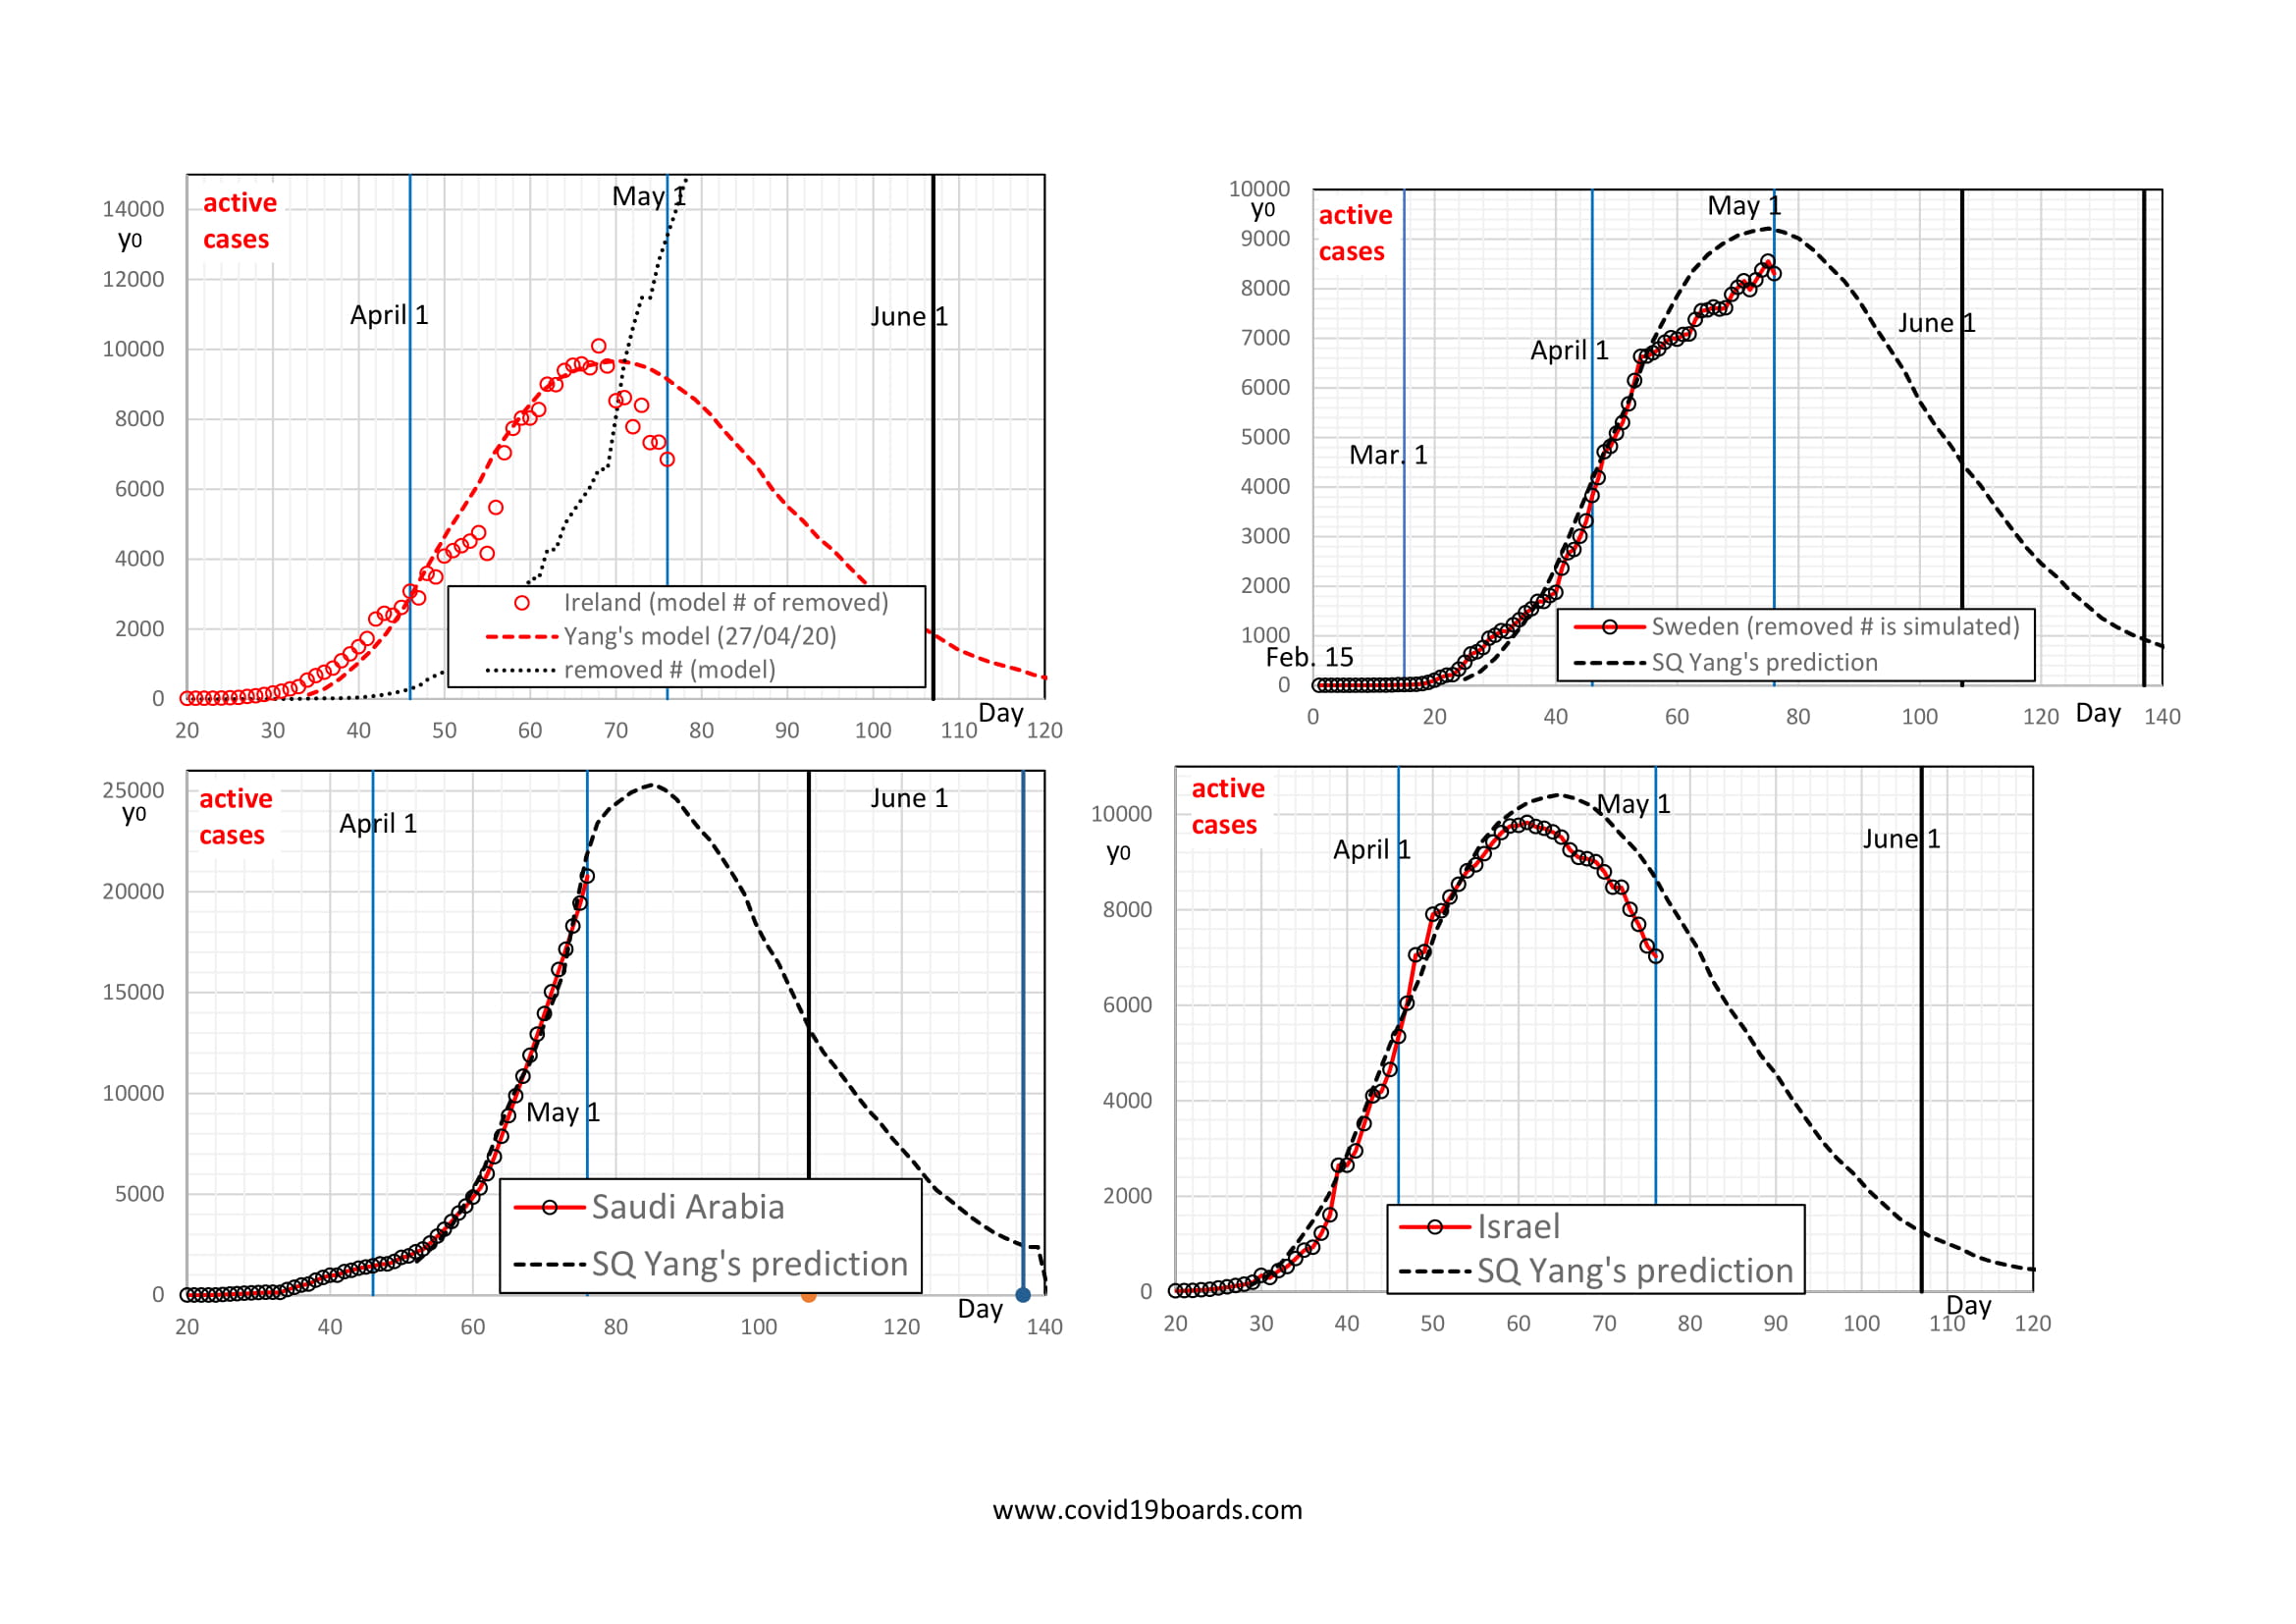 active
cases
14000
y0
12000
10000
8000
6000
4000
2000
0
April 1
May 1
June 1
Ireland (model # of removed)
Yang's model (27/04/20)
removed # (model)
Day
20 30 40 50 60 70 80 90 100 110 120
active
cases
10000
y0
9000
8000
7000
6000
5000
4000
3000
2000
1000
0
Feb. 15
Mar. 1
April 1
May 1
June 1
Sweden (removed # is simulated)
SQ Yang's prediction
0 20 40 60 80 100 120 Day 140
active
cases
25000
y0
20000
15000
10000
5000
0
April 1
May 1
June 1
Saudi Arabia
SQ Yang's prediction
Day
20 40 60 80 100 120 140
active
cases
10000
y0
8000
6000
4000
2000
0
April 1
May 1
June 1
Israel
SQ Yang's prediction
Day
20 30 40 50 60 70 80 90 100 110 120
www.covid19boards.com